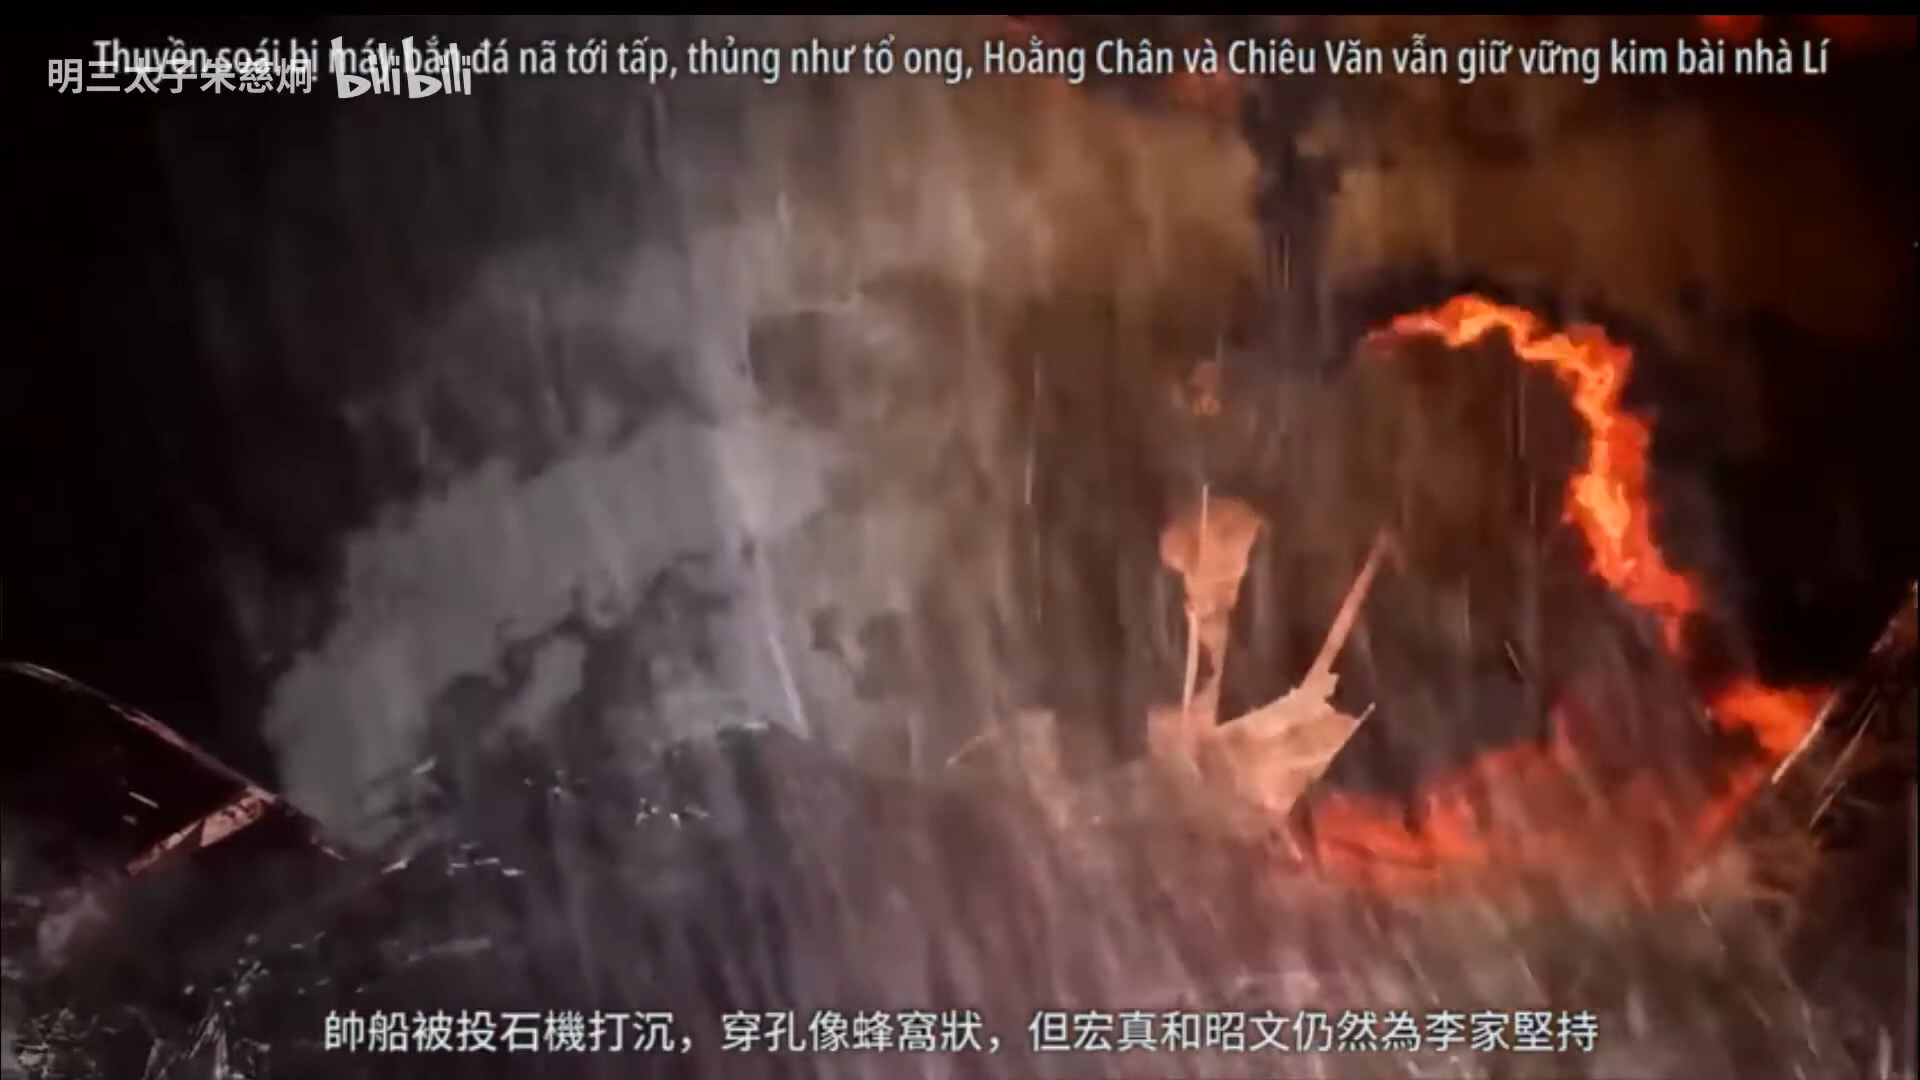 Thuyền soái bị máy bắn đá nã tới tấp, thủng như tổ ong, Hoằng Chân và Chiêu Văn vẫn giữ vững kim bài nhà Lí
明三太子朱慈炯 bilibili
帥船被投石機打沉，穿孔像蜂窩狀，但宏真和昭文仍然為李家堅持